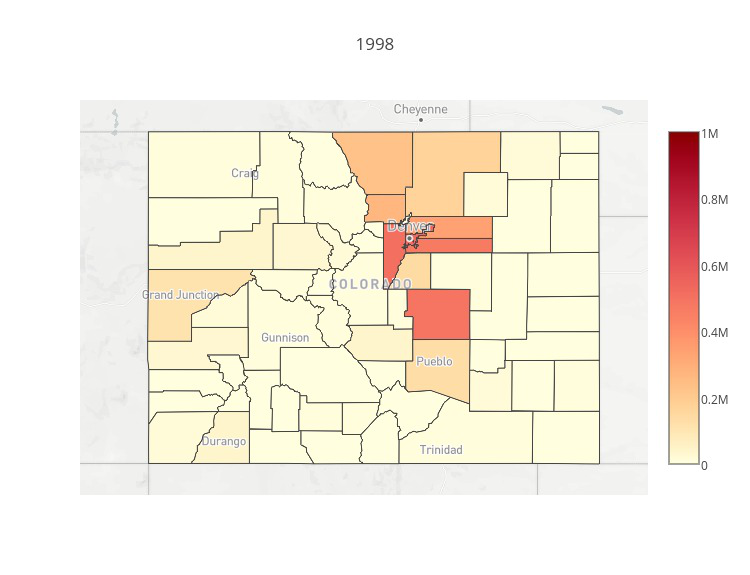 1998
Cheyenne
Craig
Denver
COLORADO
Grand Junction
Gunnison
Pueblo
Durango
Trinidad
1M
0.8M
0.6M
0.4M
0.2M
0